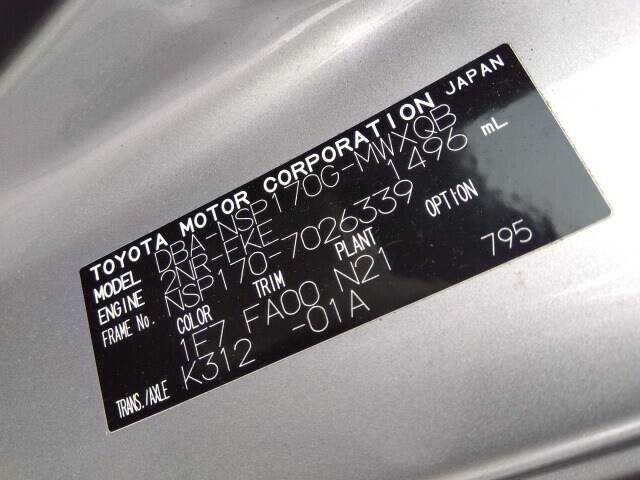 TOYOTA MOTOR CORPORATION JAPAN
MODEL DBA-NSP170G-MWXQB
ENGINE 2NR-FKE 1496 mL
FRAME No. NSP170-7026339
COLOR TRIM PLANT OPTION
1F7 FA00 N21 795
TRANS./AXLE K312 -01A